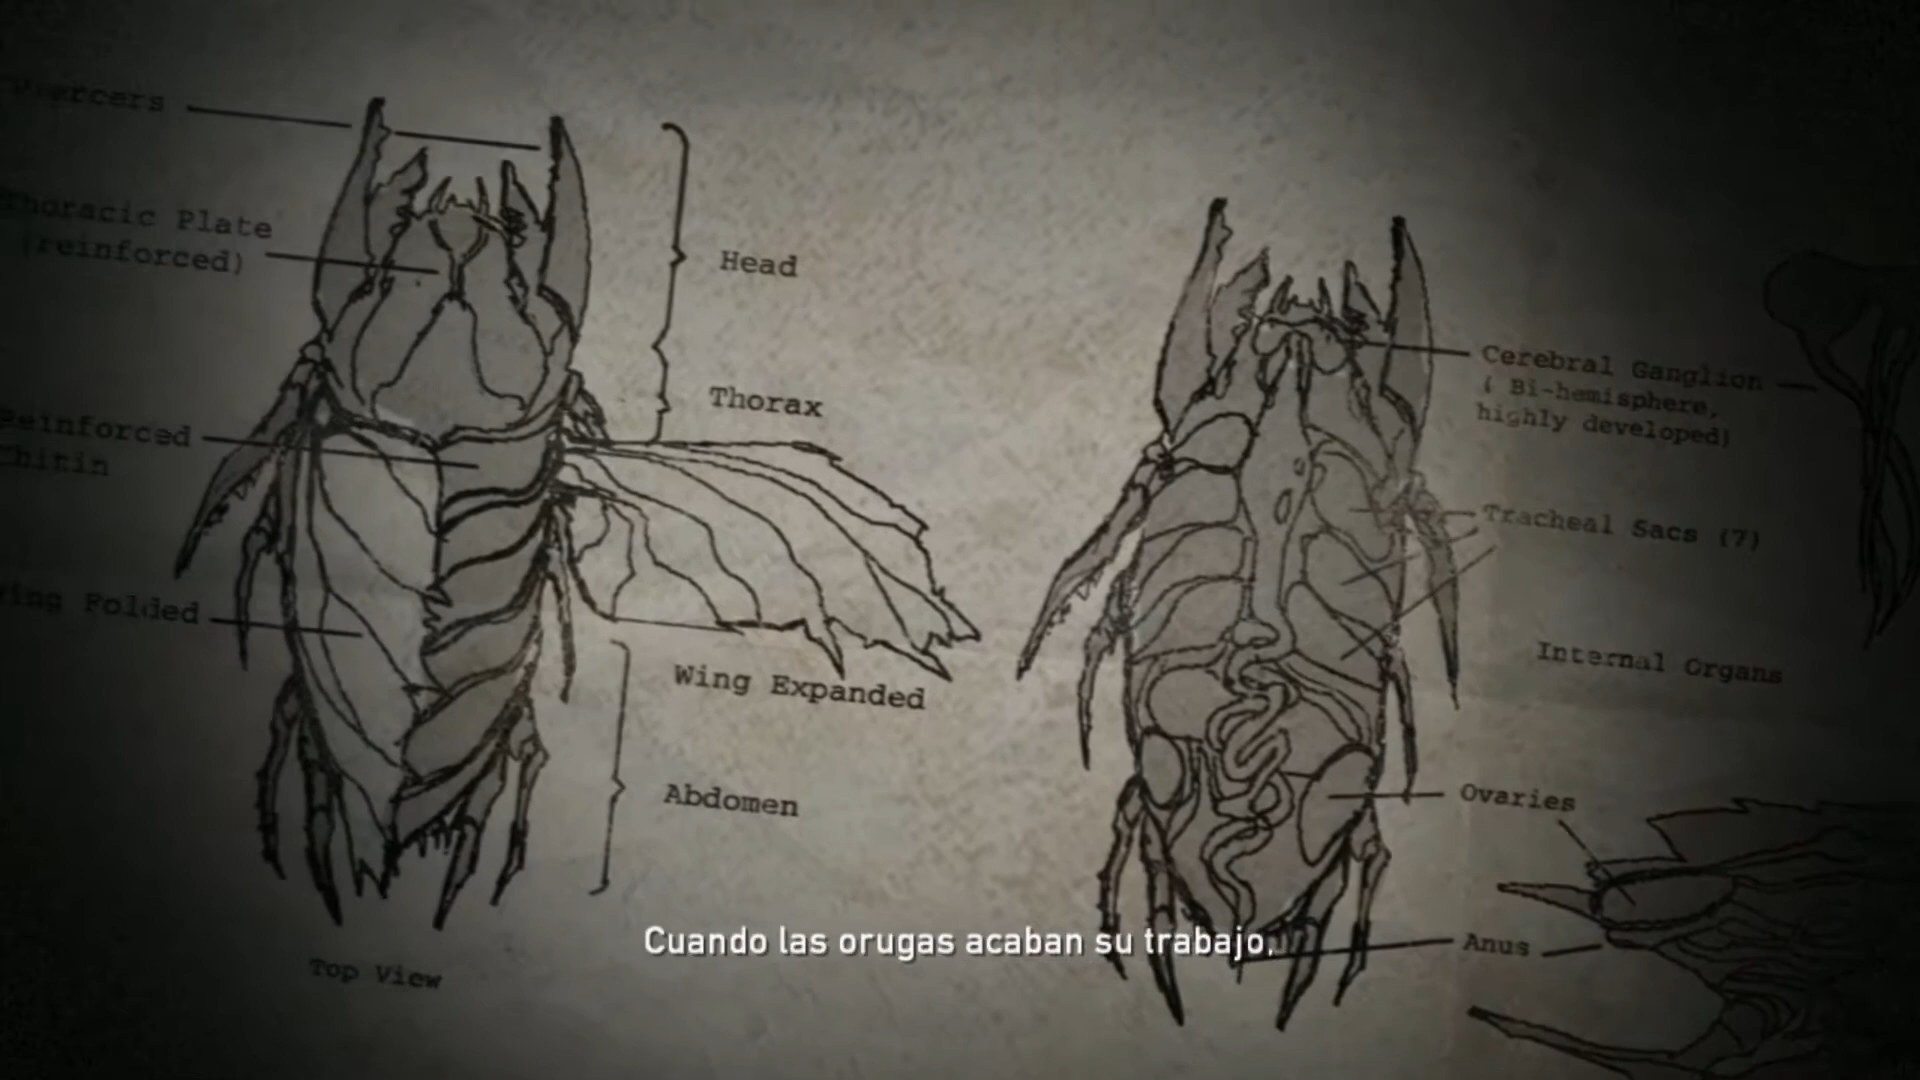 Thoracic Plate
(reinforced)
Reinforced
Chitin
Wing Folded
Head
Thorax
Wing Expanded
Abdomen
Top View
Cerebral Ganglion
( Bi-hemisphere,
highly developed)
Tracheal Sacs (7)
Internal Organs
Ovaries
Anus
Cuando las orugas acaban su trabajo,